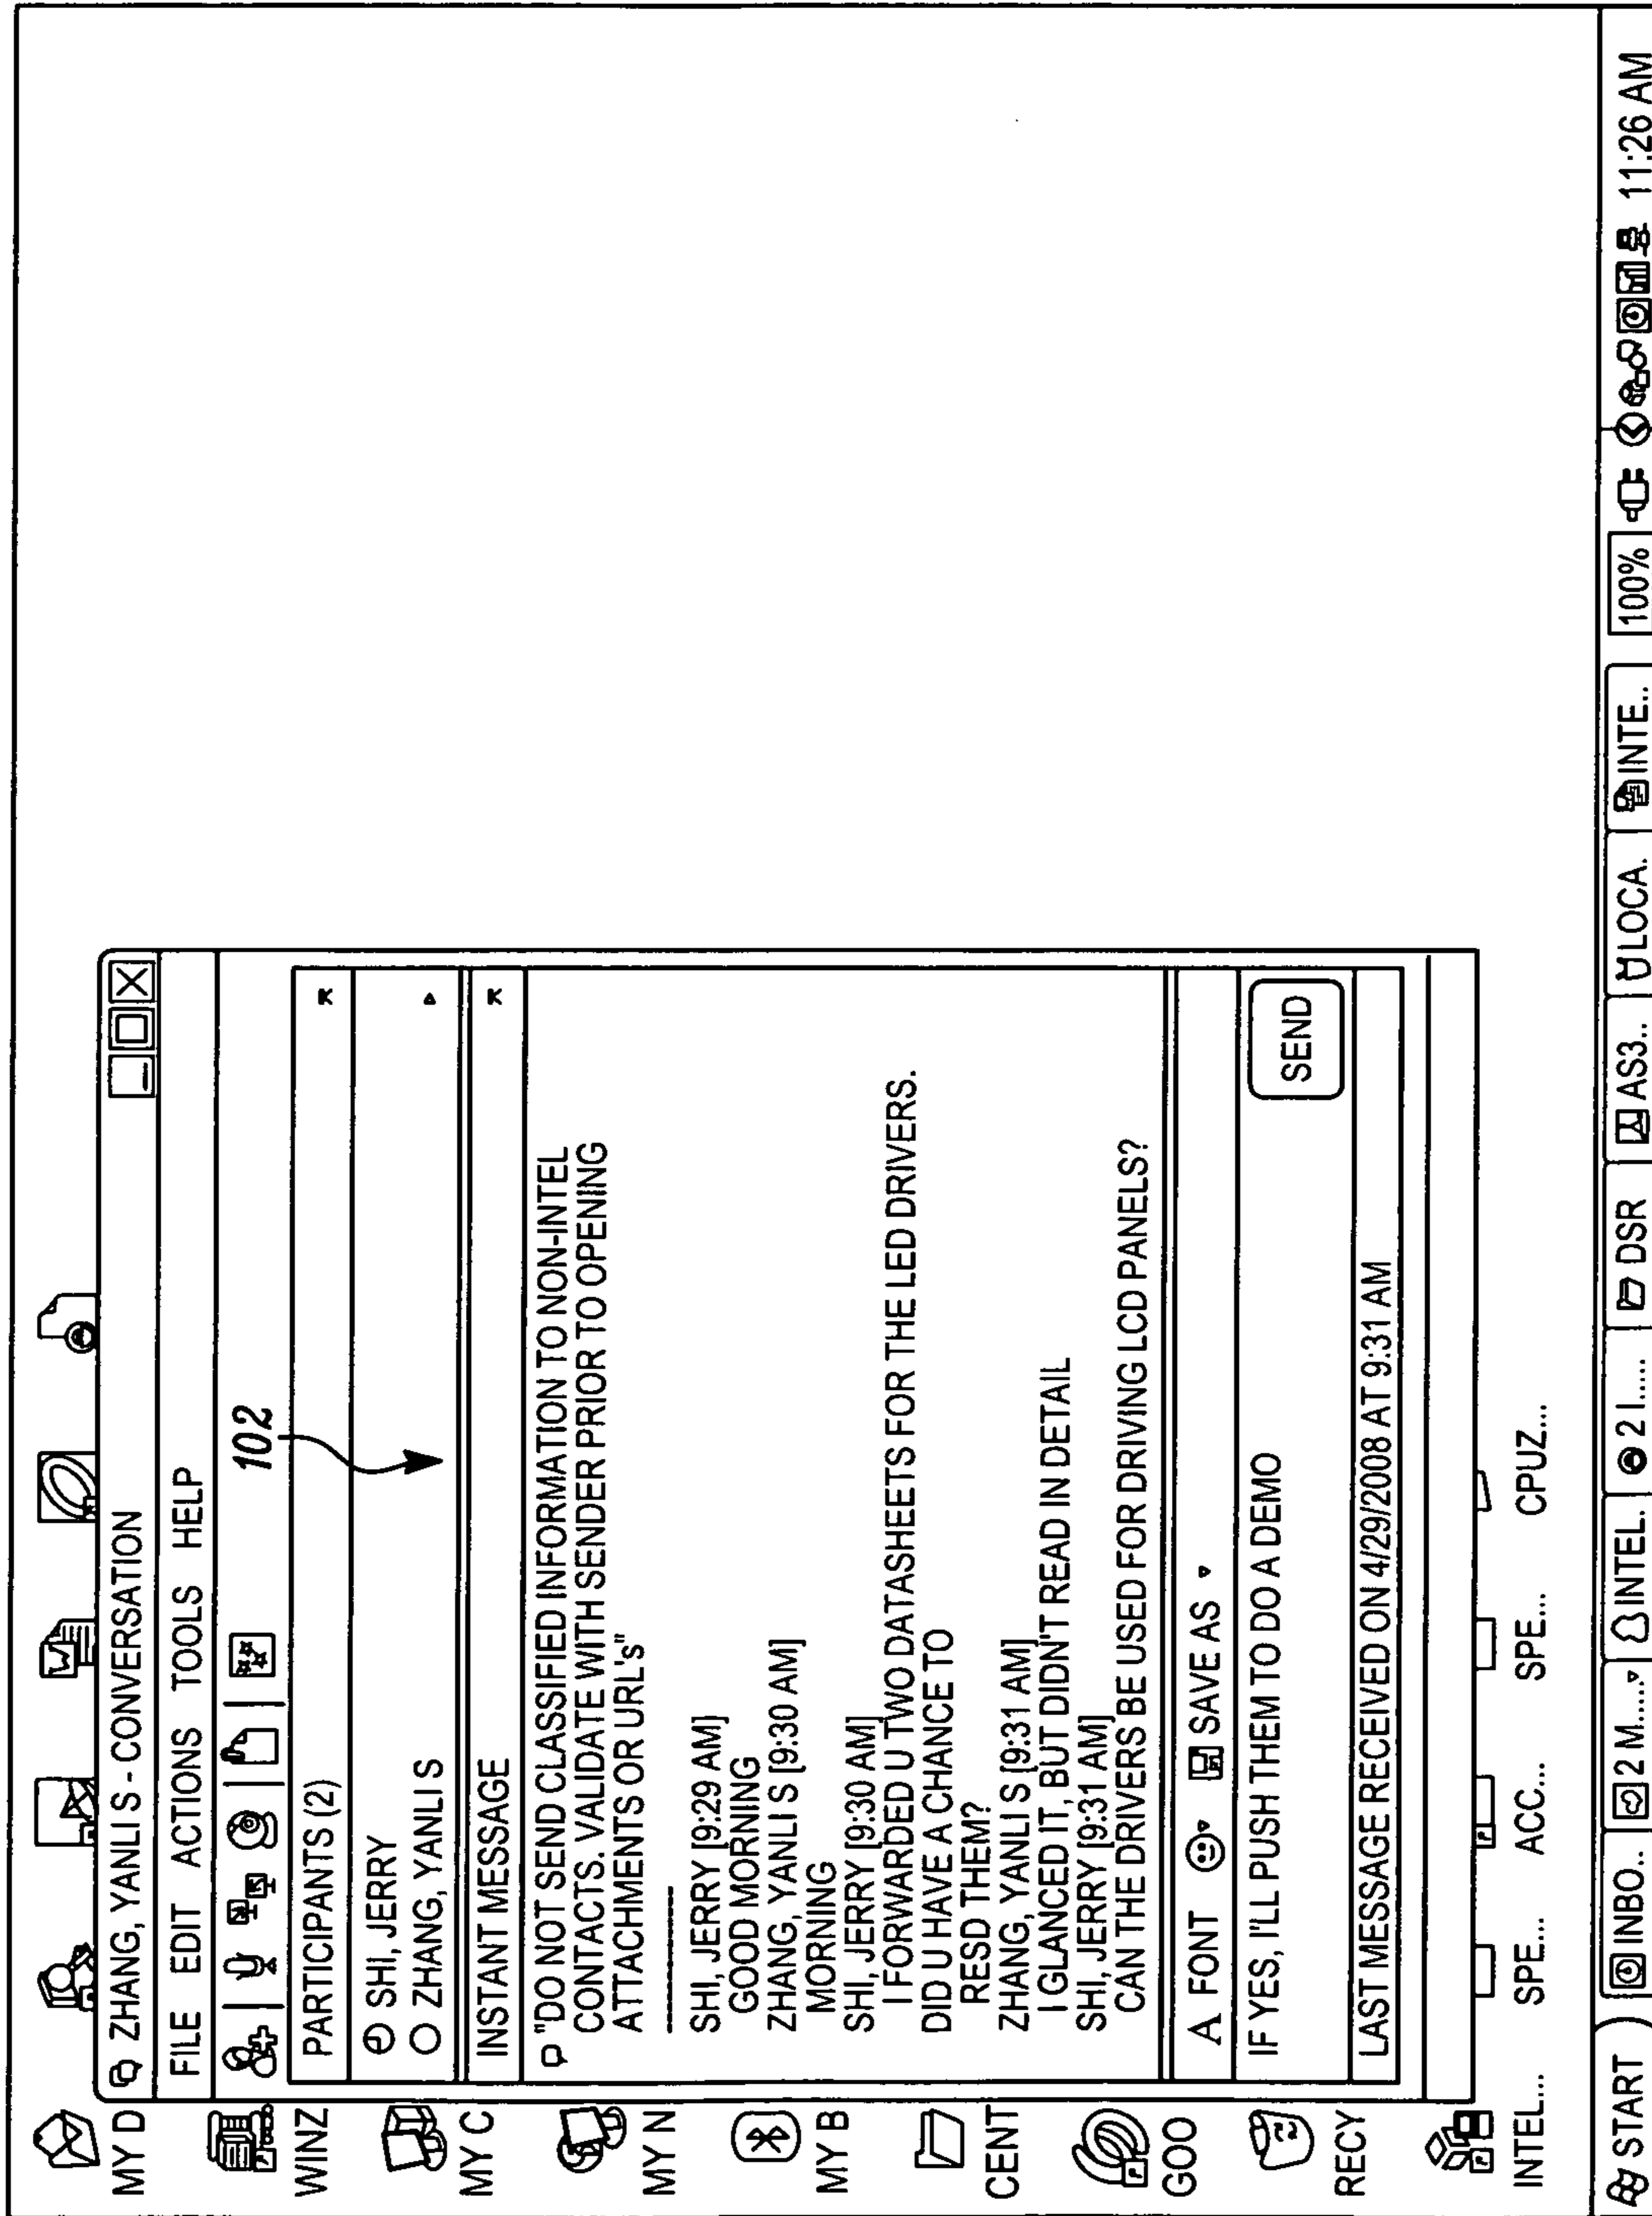 MY D
WINZ
MY C
MY N
MY B
CENT
GOO
RECY
INTEL...
SPE...
ACC...
SPE...
CPUZ...
ZHANG, YANLI S - CONVERSATION
FILE EDIT ACTIONS TOOLS HELP
102
PARTICIPANTS (2)
SHI, JERRY
ZHANG, YANLI S
INSTANT MESSAGE
"DO NOT SEND CLASSIFIED INFORMATION TO NON-INTEL
CONTACTS. VALIDATE WITH SENDER PRIOR TO OPENING
ATTACHMENTS OR URL's"
----------
SHI, JERRY [9:29 AM]
GOOD MORNING
ZHANG, YANLI S [9:30 AM]
MORNING
SHI, JERRY [9:30 AM]
I FORWARDED U TWO DATASHEETS FOR THE LED DRIVERS.
DID U HAVE A CHANCE TO
RESD THEM?
ZHANG, YANLI S [9:31 AM]
I GLANCED IT, BUT DIDN'T READ IN DETAIL
SHI, JERRY [9:31 AM]
CAN THE DRIVERS BE USED FOR DRIVING LCD PANELS?
A FONT SAVE AS
IF YES, I'LL PUSH THEM TO DO A DEMO
SEND
LAST MESSAGE RECEIVED ON 4/29/2008 AT 9:31 AM
START INBO.. 2 M..... INTEL. 2 I..... DSR AS3.. LOCA. INTE.. 100% 11:26 AM